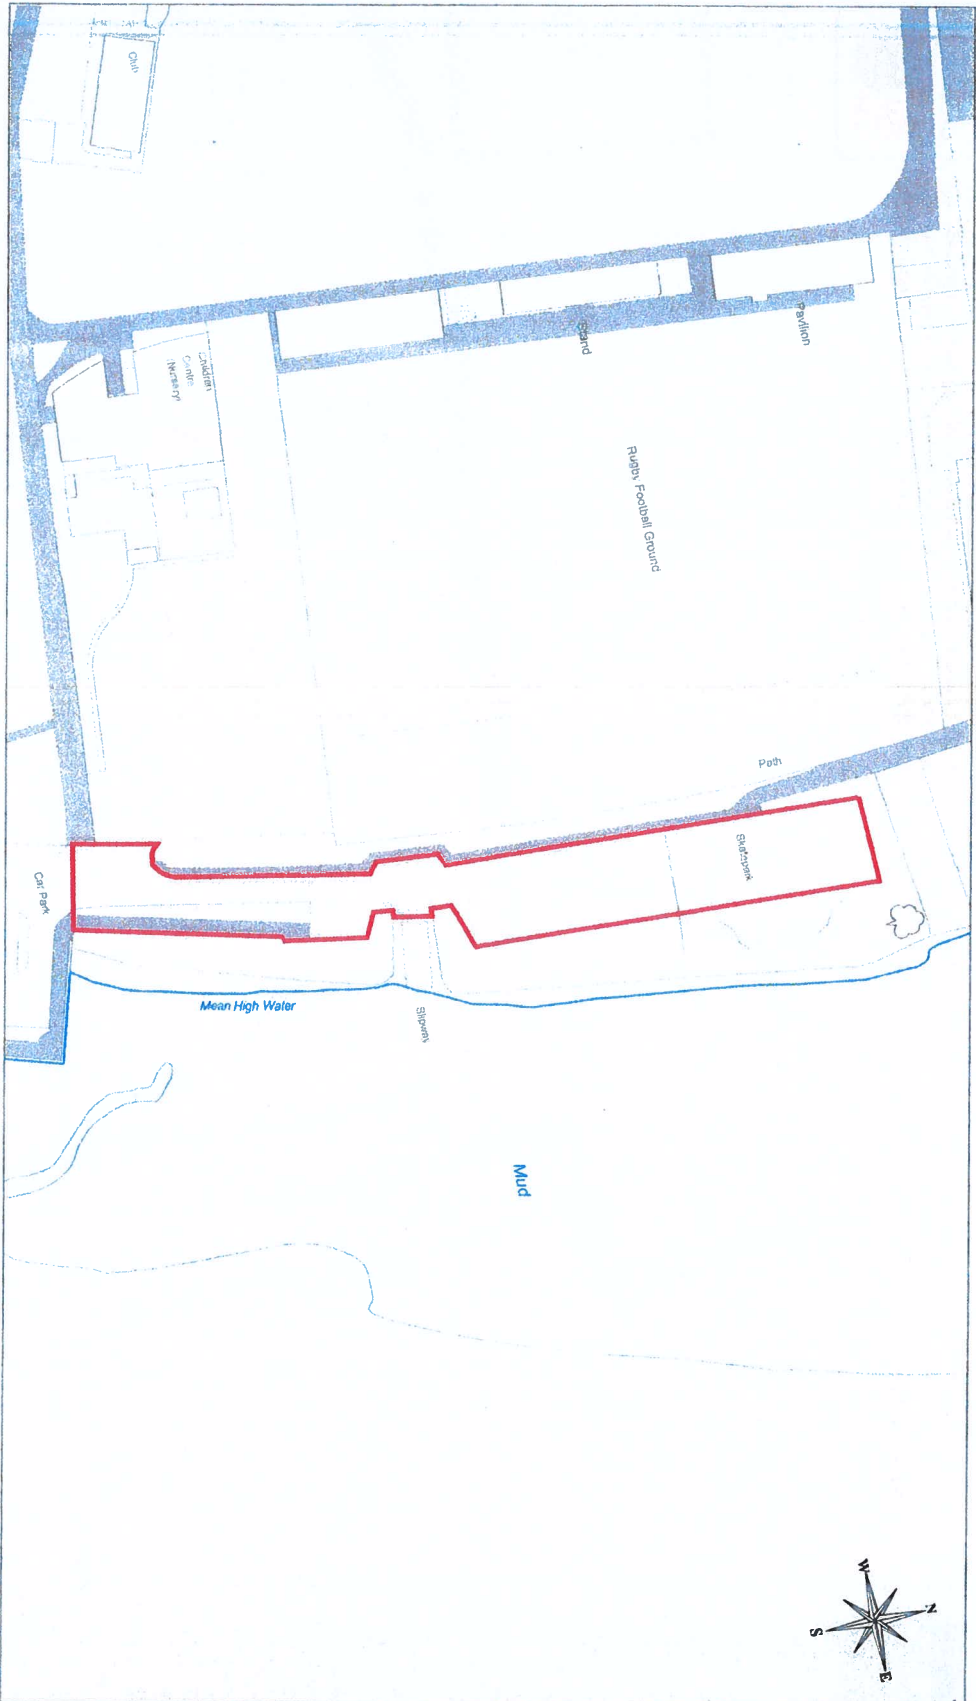 Club
Pavilion
Stand
Children
Centre
(Nursery)
Rugby Football Ground
Path
Skatepark
Car Park
Mean High Water
Slipway
Mud
N
W
S
E